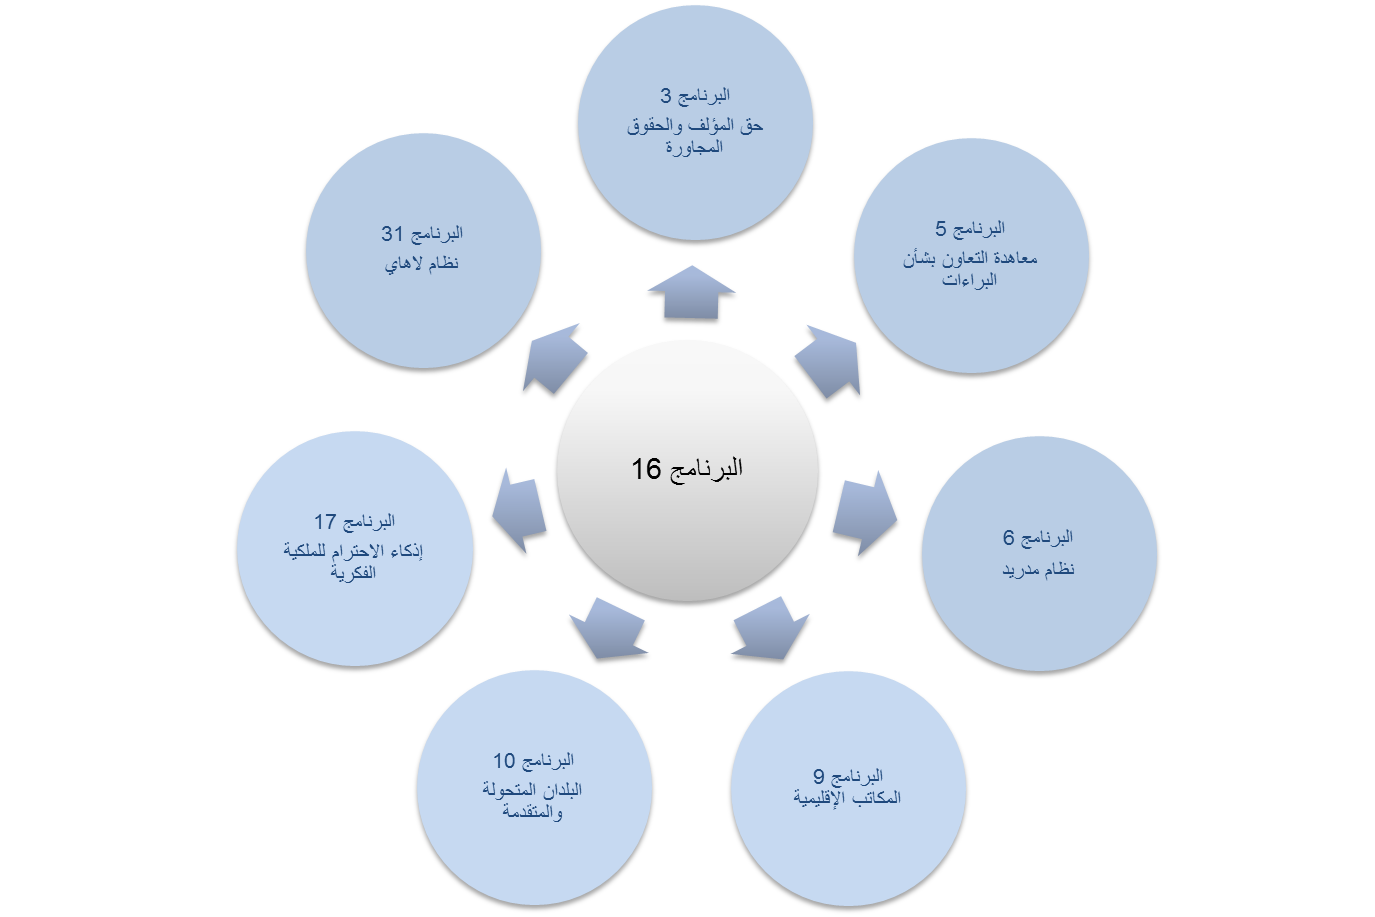 البرنامج 3
حق المؤلف والحقوق
المجاورة
البرنامج 5
معاهدة التعاون بشأن
البراءات
البرنامج 31
نظام لاهاي
البرنامج 16
البرنامج 17
إذكاء الاحترام للملكية
الفكرية
البرنامج 6
نظام مدريد
البرنامج 10
البلدان المتحولة
والمتقدمة
البرنامج 9
المكاتب الإقليمية